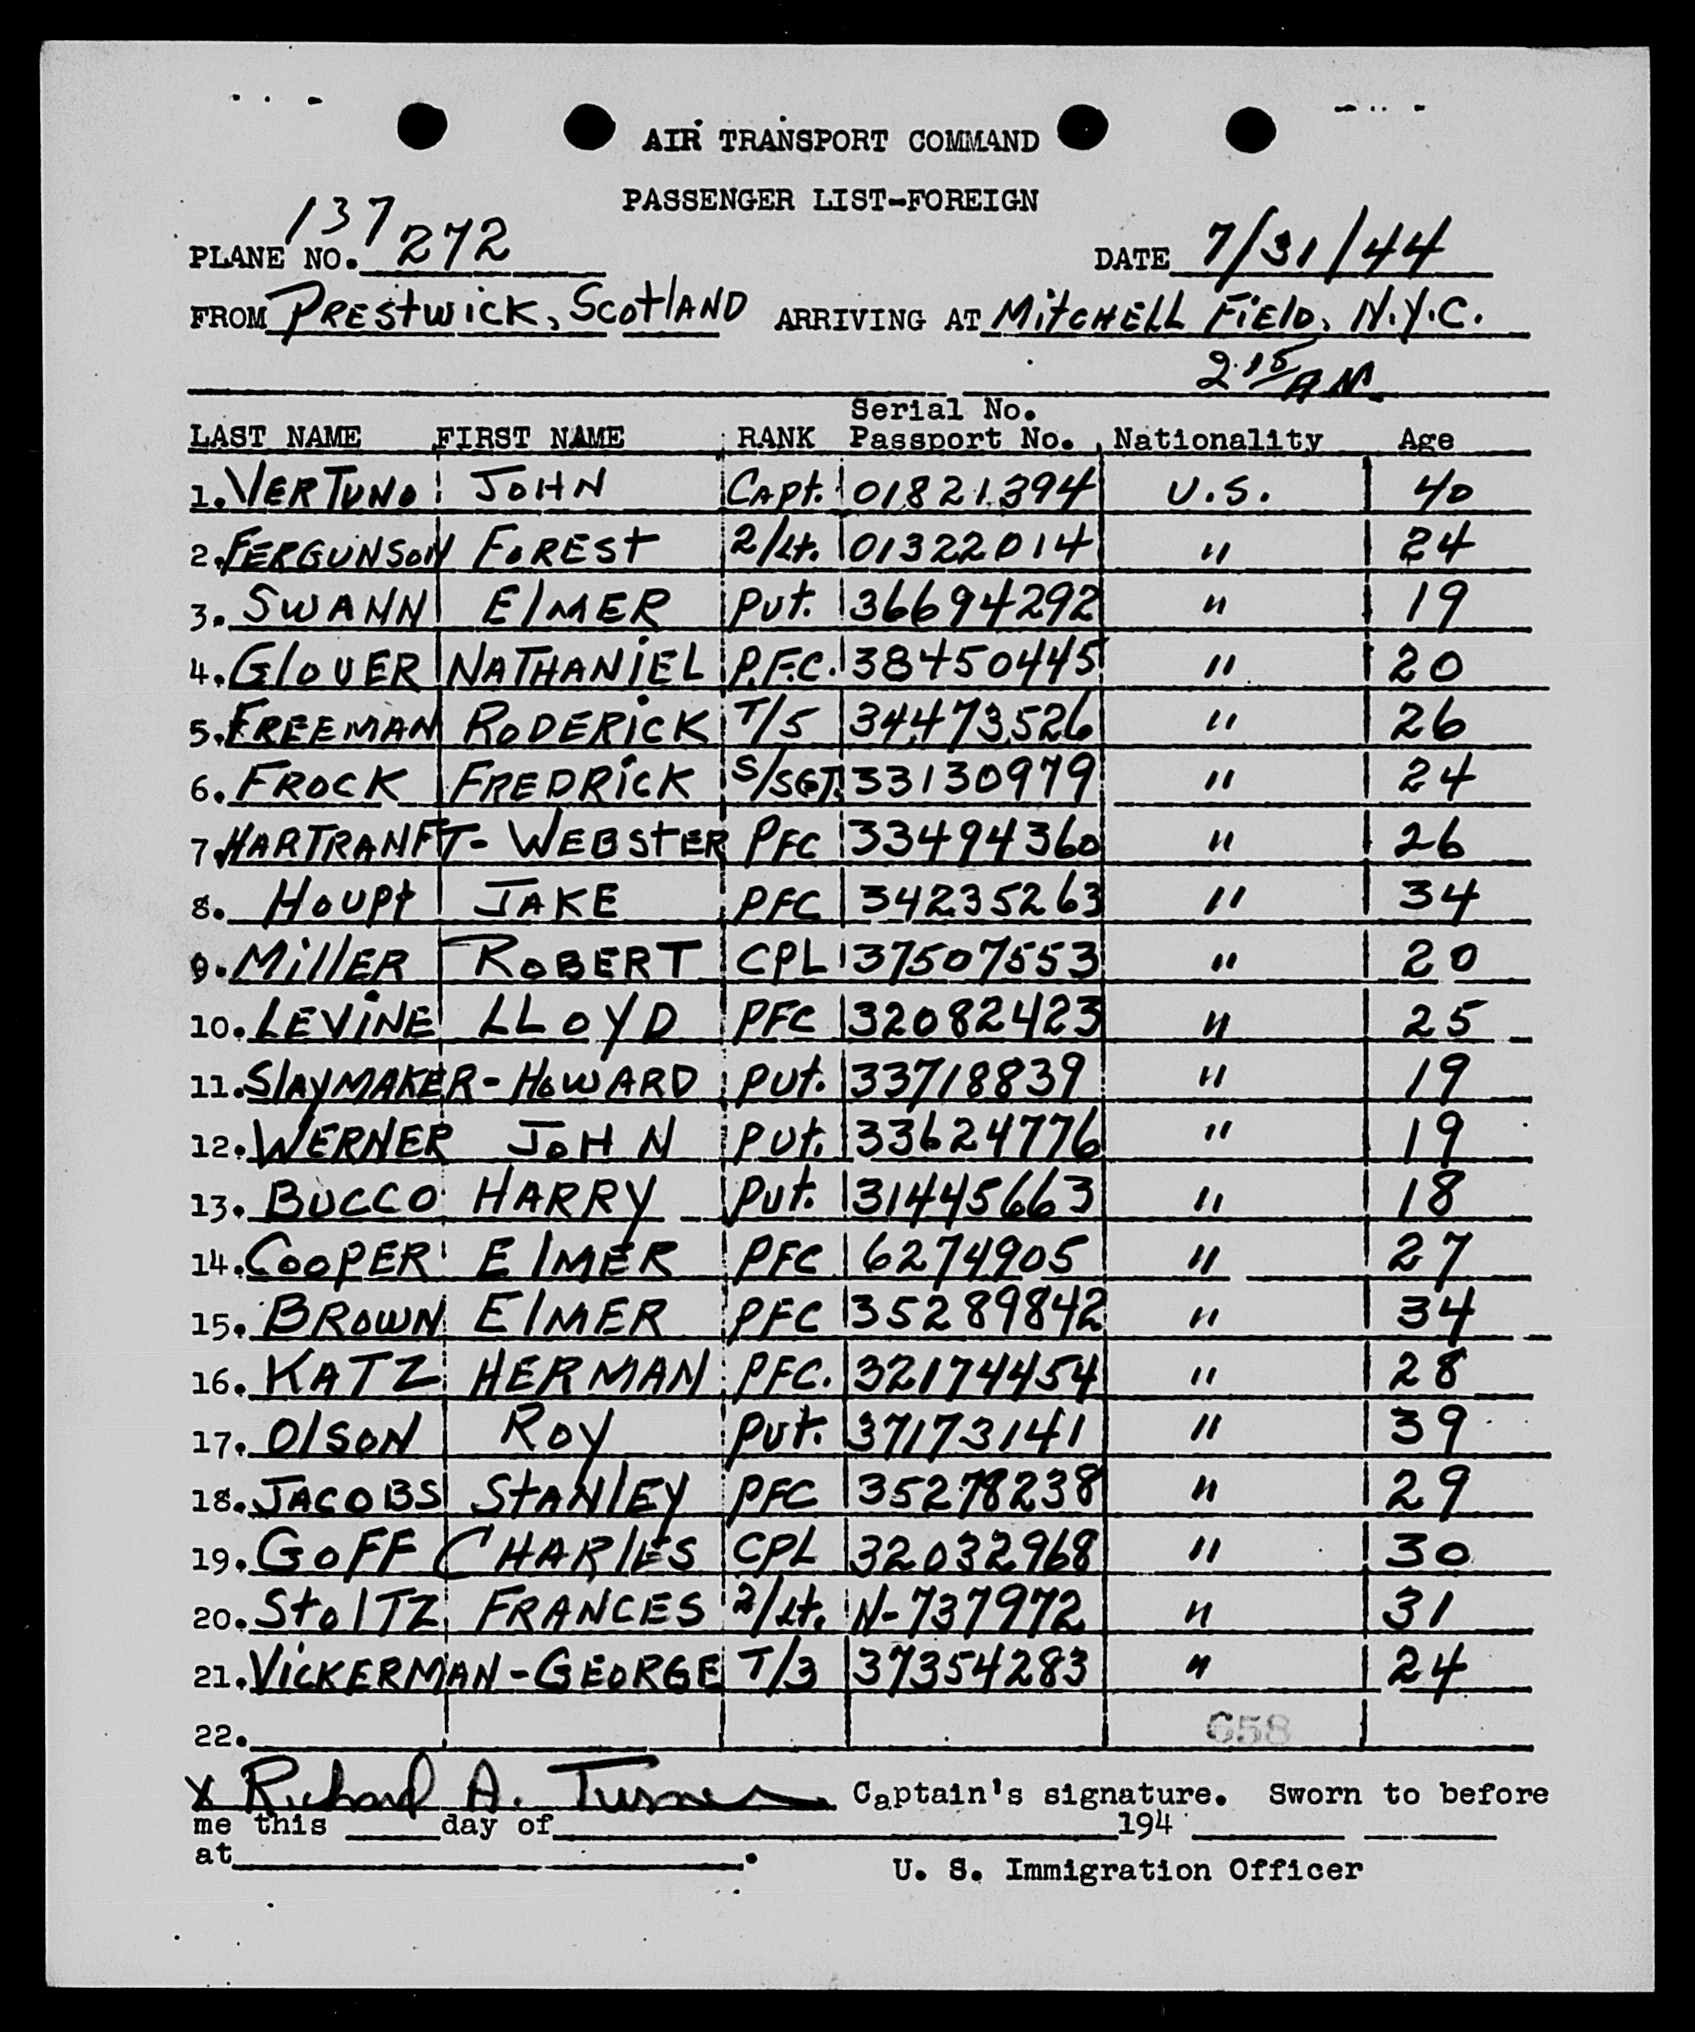 AIR TRANSPORT COMMAND
PASSENGER LIST-FOREIGN
137
PLANE NO. 272 DATE 7/31/44
FROM PRESTWICK, SCOTLAND ARRIVING AT MITCHELL FIELD, N.Y.C.
2:15 AM
Serial No.
LAST NAME FIRST NAME RANK Passport No. Nationality Age
1. VERTUNO JOHN CAPT. 01821394 U.S. 40
2. FERGUNSON FOREST 2/Lt. 01322014 " 24
3. SWANN ELMER PVT. 36694292 " 19
4. GLOVER NATHANIEL P.F.C. 38450445 " 20
5. FREEMAN RODERICK T/5 34473526 " 26
6. FROCK FREDRICK S/SGT. 33130979 " 24
7. HARTRANFT- WEBSTER PFC 33494360 " 26
8. HOUPT JAKE PFC 34235263 " 34
9. MILLER ROBERT CPL 37507553 " 20
10. LEVINE LLOYD PFC 32082423 " 25
11. SLAYMAKER- HOWARD PVT. 33718839 " 19
12. WERNER JOHN PVT. 33624776 " 19
13. BUCCO HARRY PVT. 31445663 " 18
14. COOPER ELMER PFC 6274905 " 27
15. BROWN ELMER PFC 35289842 " 34
16. KATZ HERMAN PFC. 32174454 " 28
17. OLSON ROY PVT. 37173141 " 39
18. JACOBS STANLEY PFC 35278238 " 29
19. GOFF CHARLES CPL 32032968 " 30
20. STOLTZ FRANCES 2/Lt. N-737972 " 31
21. VICKERMAN-GEORGE T/3 37354283 " 24
22. 658
x Richard A. Turner Captain's signature. Sworn to before
me this ____ day of ____ 194 ____
at ____.
U. S. Immigration Officer